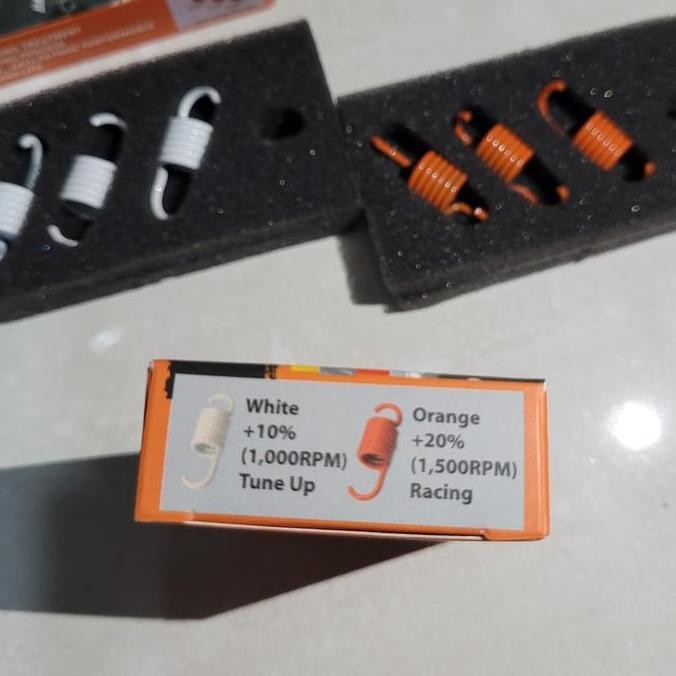 White
+10%
(1,000RPM)
Tune Up
Orange
+20%
(1,500RPM)
Racing